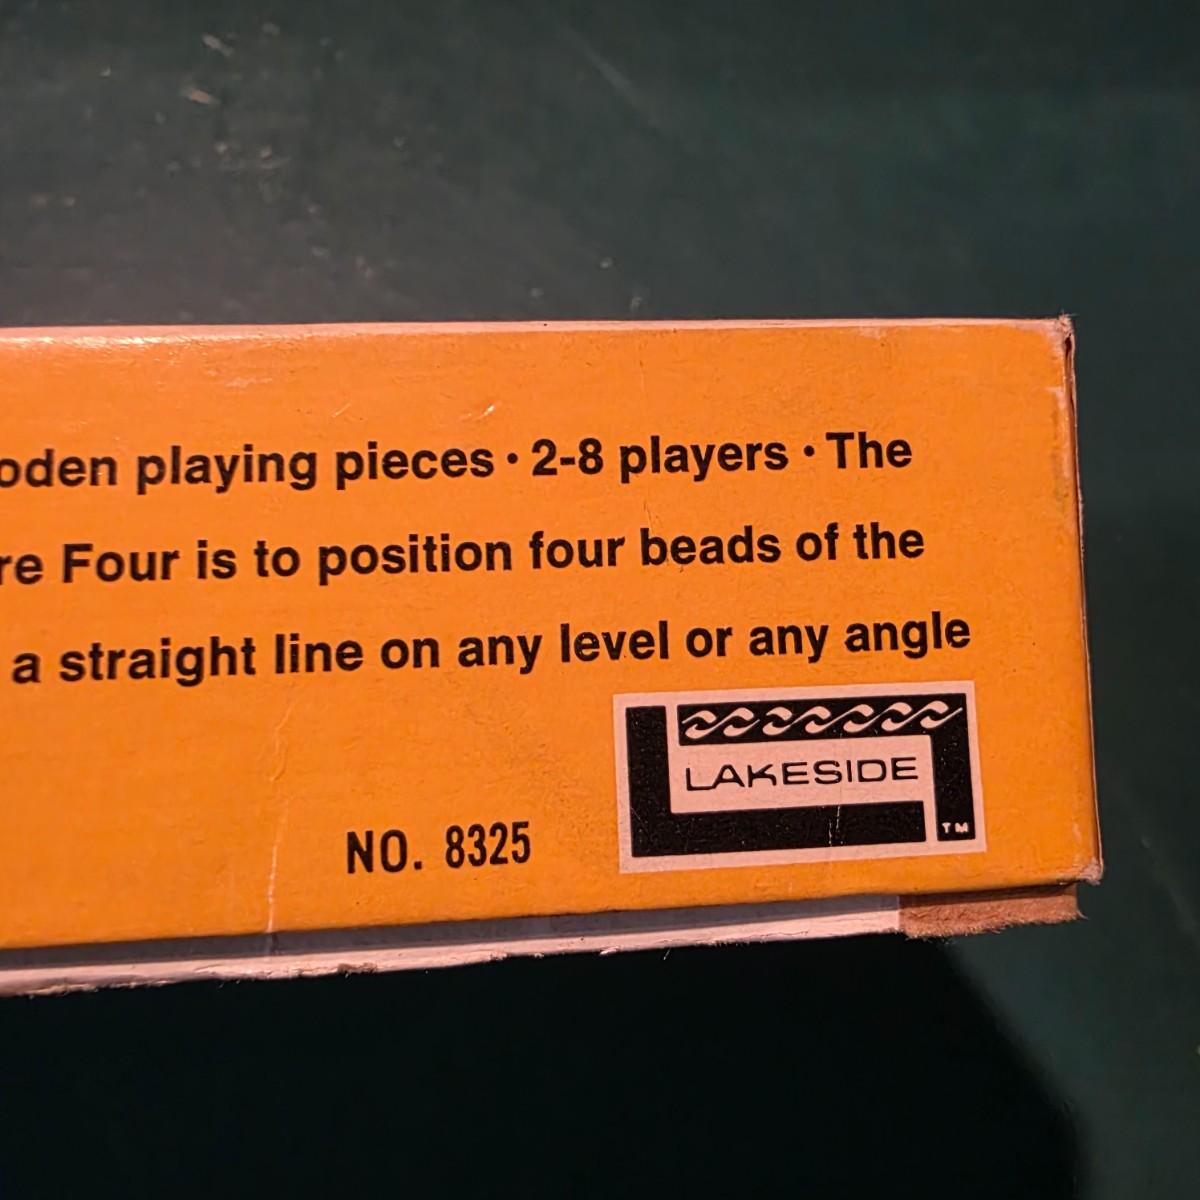 oden playing pieces · 2-8 players · The
re Four is to position four beads of the
a straight line on any level or any angle
LAKESIDE
TM
NO. 8325